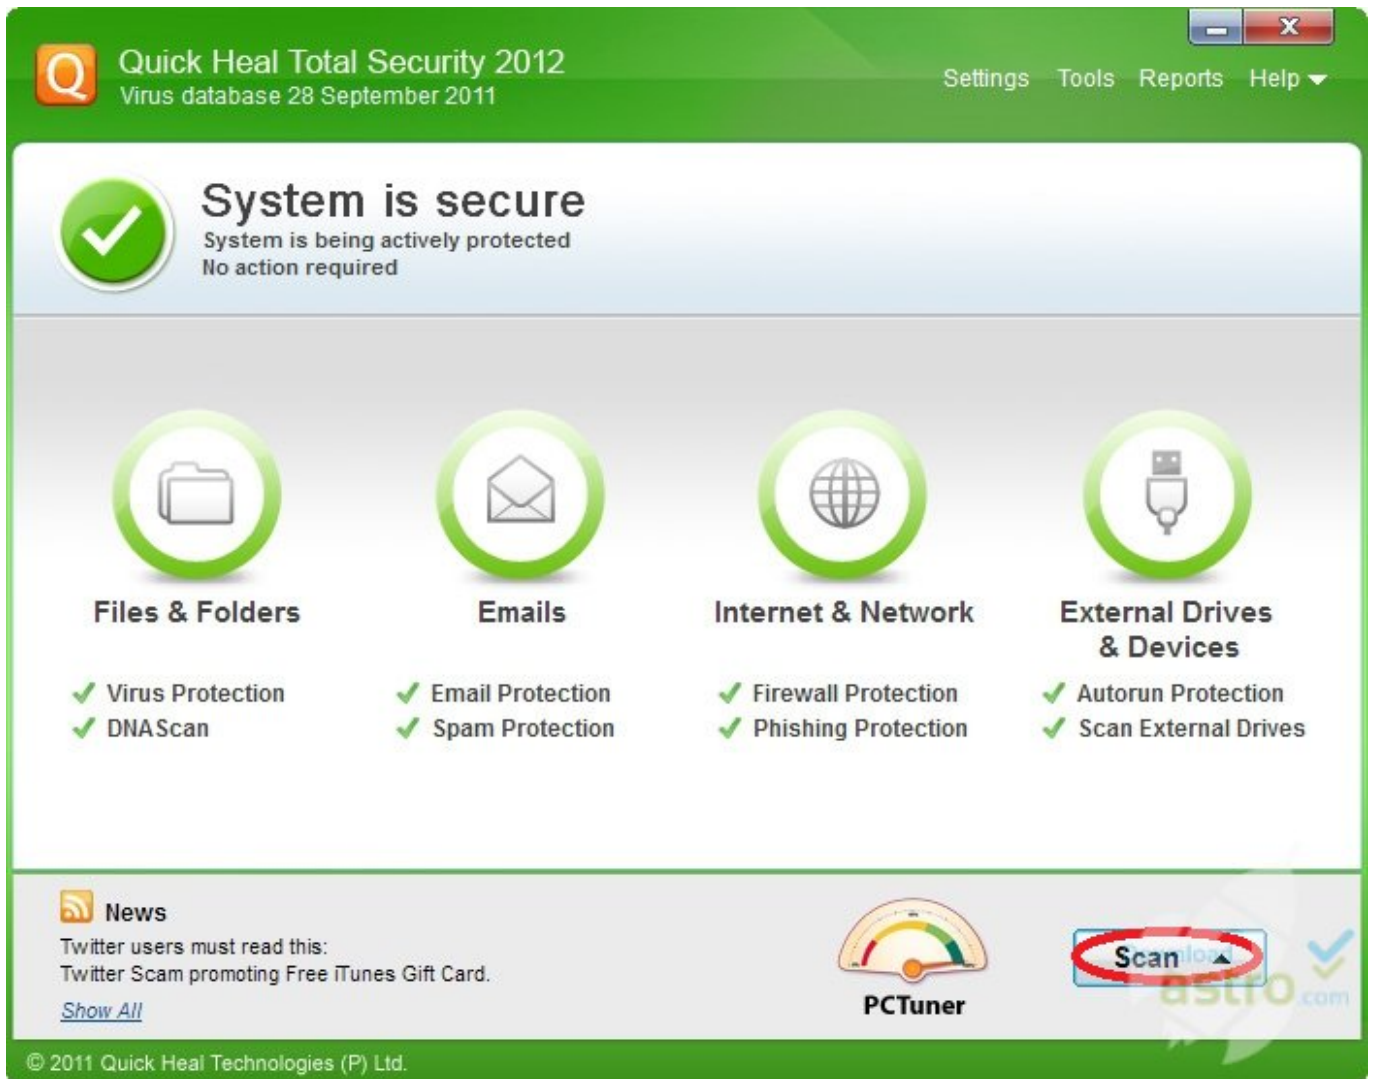 Q
Quick Heal Total Security 2012
Virus database 28 September 2011
Settings Tools Reports Help
System is secure
System is being actively protected
No action required
Files & Folders
Virus Protection
DNAScan
Emails
Email Protection
Spam Protection
Internet & Network
Firewall Protection
Phishing Protection
External Drives
& Devices
Autorun Protection
Scan External Drives
News
Twitter users must read this:
Twitter Scam promoting Free iTunes Gift Card.
Show All
PCTuner
Scan
Download
astro.com
© 2011 Quick Heal Technologies (P) Ltd.